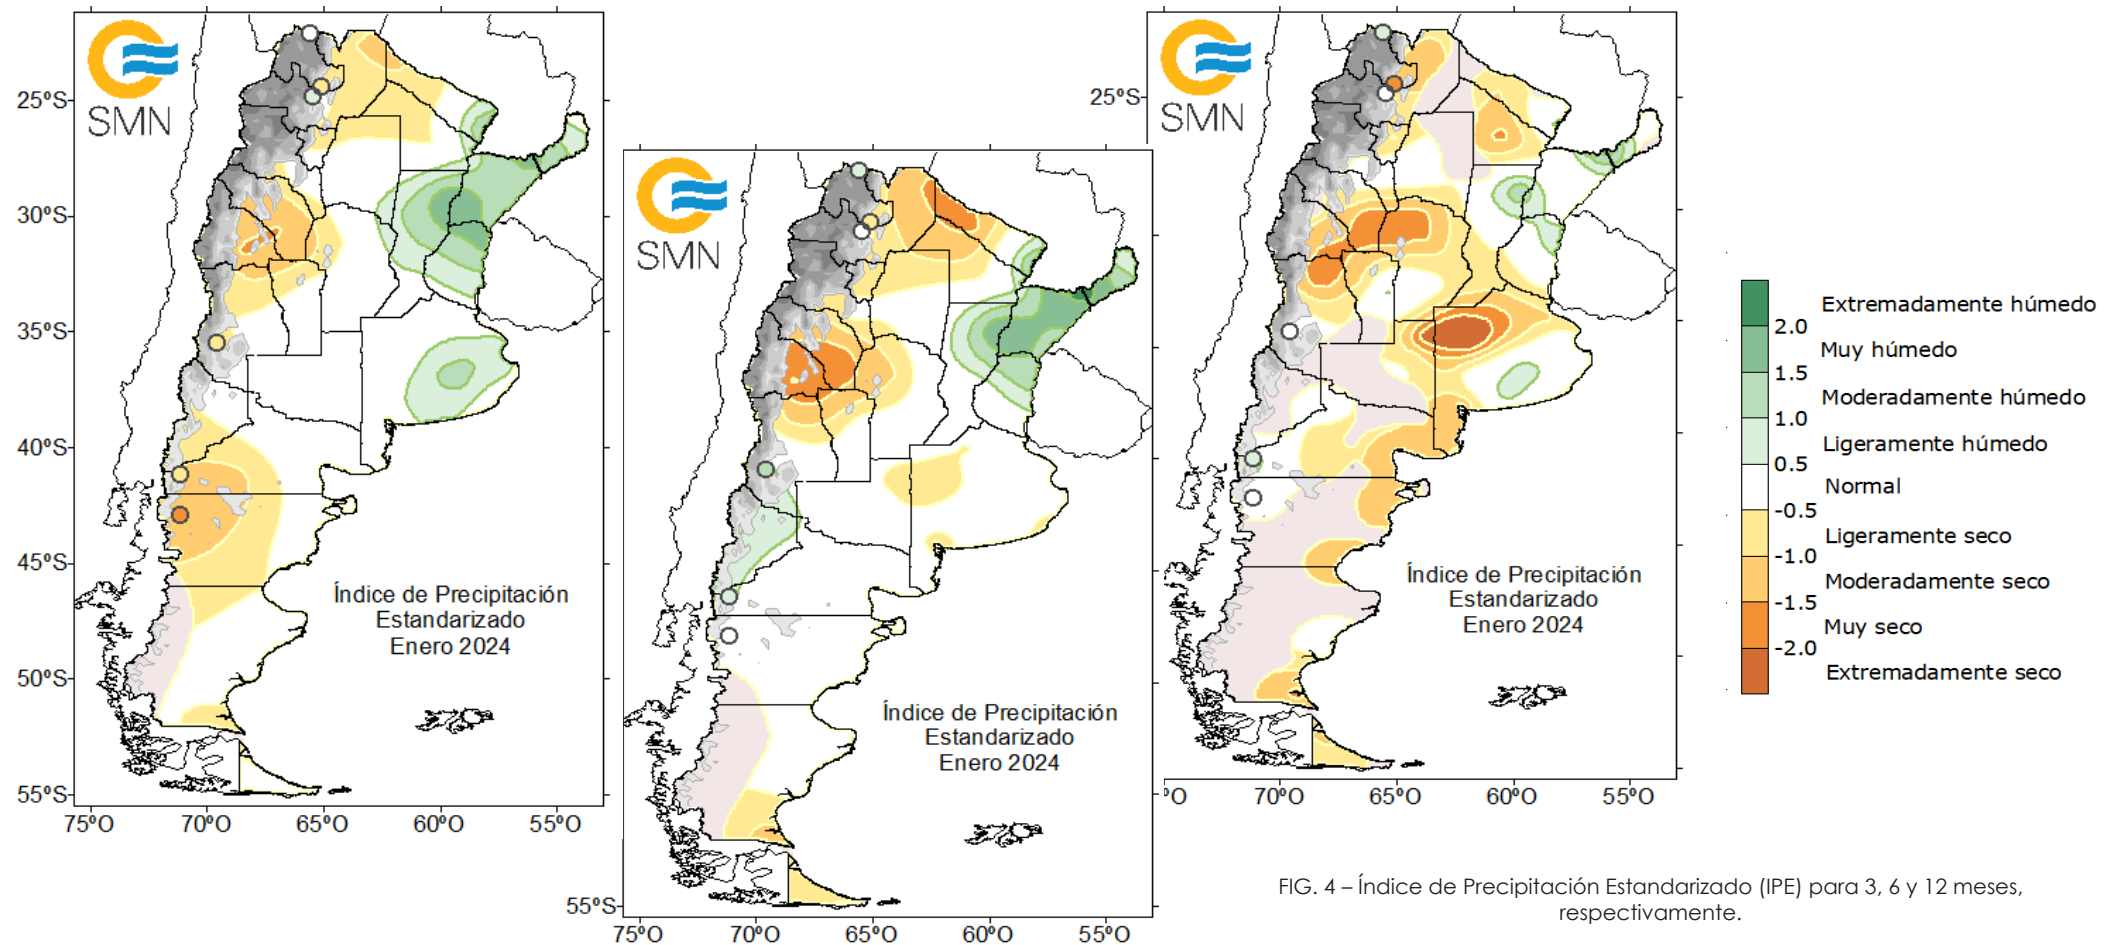 SMN
25°S
30°S
35°S
40°S
45°S
50°S
55°S
75°O
70°O
65°O
60°O
55°O
Índice de Precipitación
Estandarizado
Enero 2024
SMN
55°S
75°O
70°O
65°O
60°O
55°O
Índice de Precipitación
Estandarizado
Enero 2024
SMN
25°S
ºO
70°O
65°O
60°O
55°O
Índice de Precipitación
Estandarizado
Enero 2024
Extremadamente húmedo
2.0
Muy húmedo
1.5
Moderadamente húmedo
1.0
Ligeramente húmedo
0.5
Normal
-0.5
Ligeramente seco
-1.0
Moderadamente seco
-1.5
Muy seco
-2.0
Extremadamente seco
FIG. 4 – Índice de Precipitación Estandarizado (IPE) para 3, 6 y 12 meses,
respectivamente.